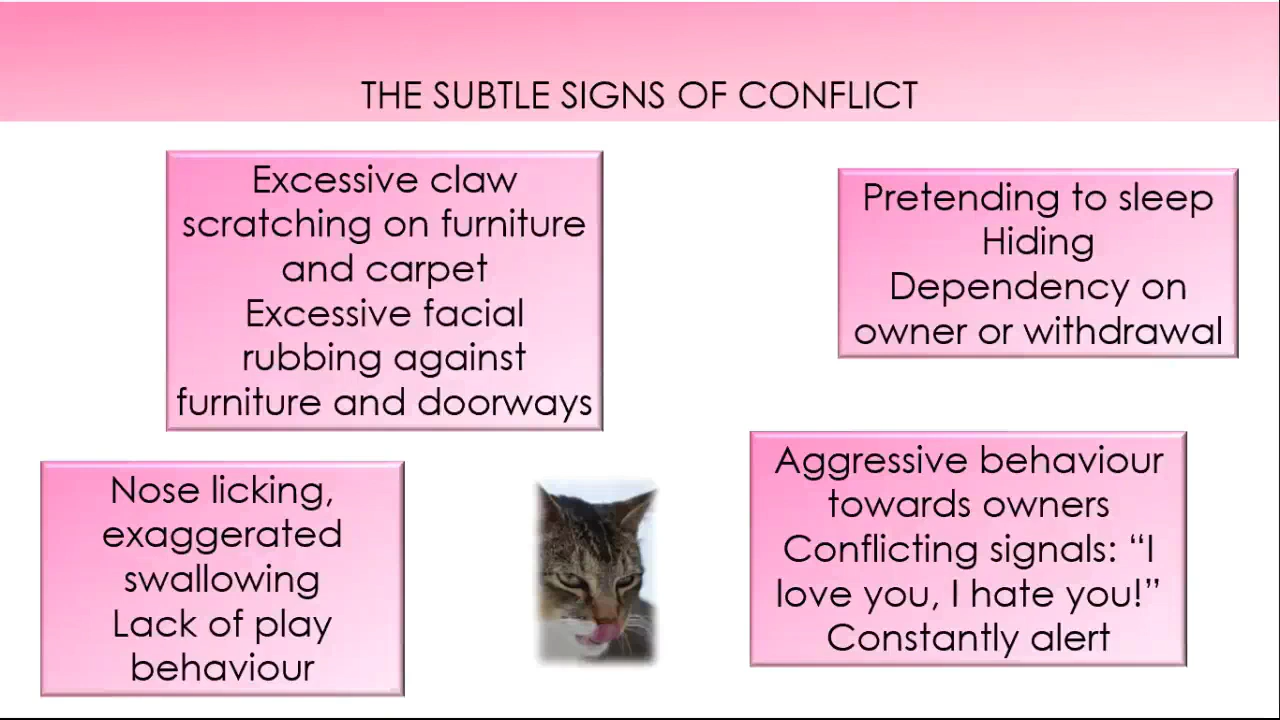 THE SUBTLE SIGNS OF CONFLICT
Excessive claw
scratching on furniture
and carpet
Excessive facial
rubbing against
furniture and doorways
Pretending to sleep
Hiding
Dependency on
owner or withdrawal
Nose licking,
exaggerated
swallowing
Lack of play
behaviour
Aggressive behaviour
towards owners
Conflicting signals: “I
love you, I hate you!”
Constantly alert